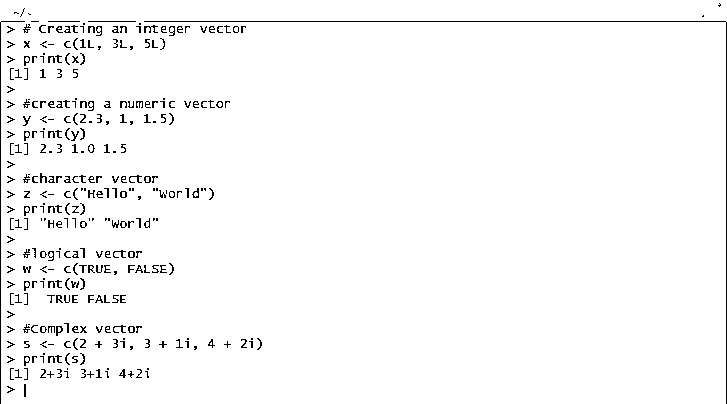 ~/
> # Creating an integer vector
> x <- c(1L, 3L, 5L)
> print(x)
[1] 1 3 5
>
> #creating a numeric vector
> y <- c(2.3, 1, 1.5)
> print(y)
[1] 2.3 1.0 1.5
>
> #character vector
> z <- c("Hello", "World")
> print(z)
[1] "Hello" "World"
>
> #logical vector
> w <- c(TRUE, FALSE)
> print(w)
[1]  TRUE FALSE
>
> #Complex vector
> s <- c(2 + 3i, 3 + 1i, 4 + 2i)
> print(s)
[1] 2+3i 3+1i 4+2i
>